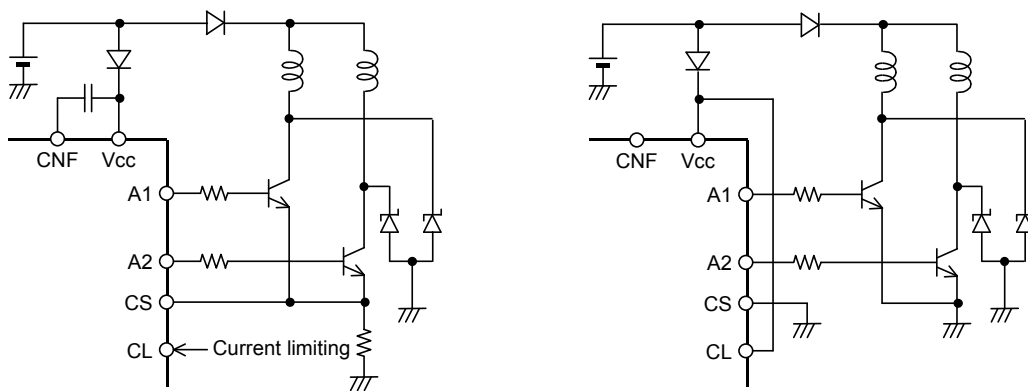 CNF
Vcc
A1
A2
CS
CL
Current limiting
CNF
Vcc
A1
A2
CS
CL